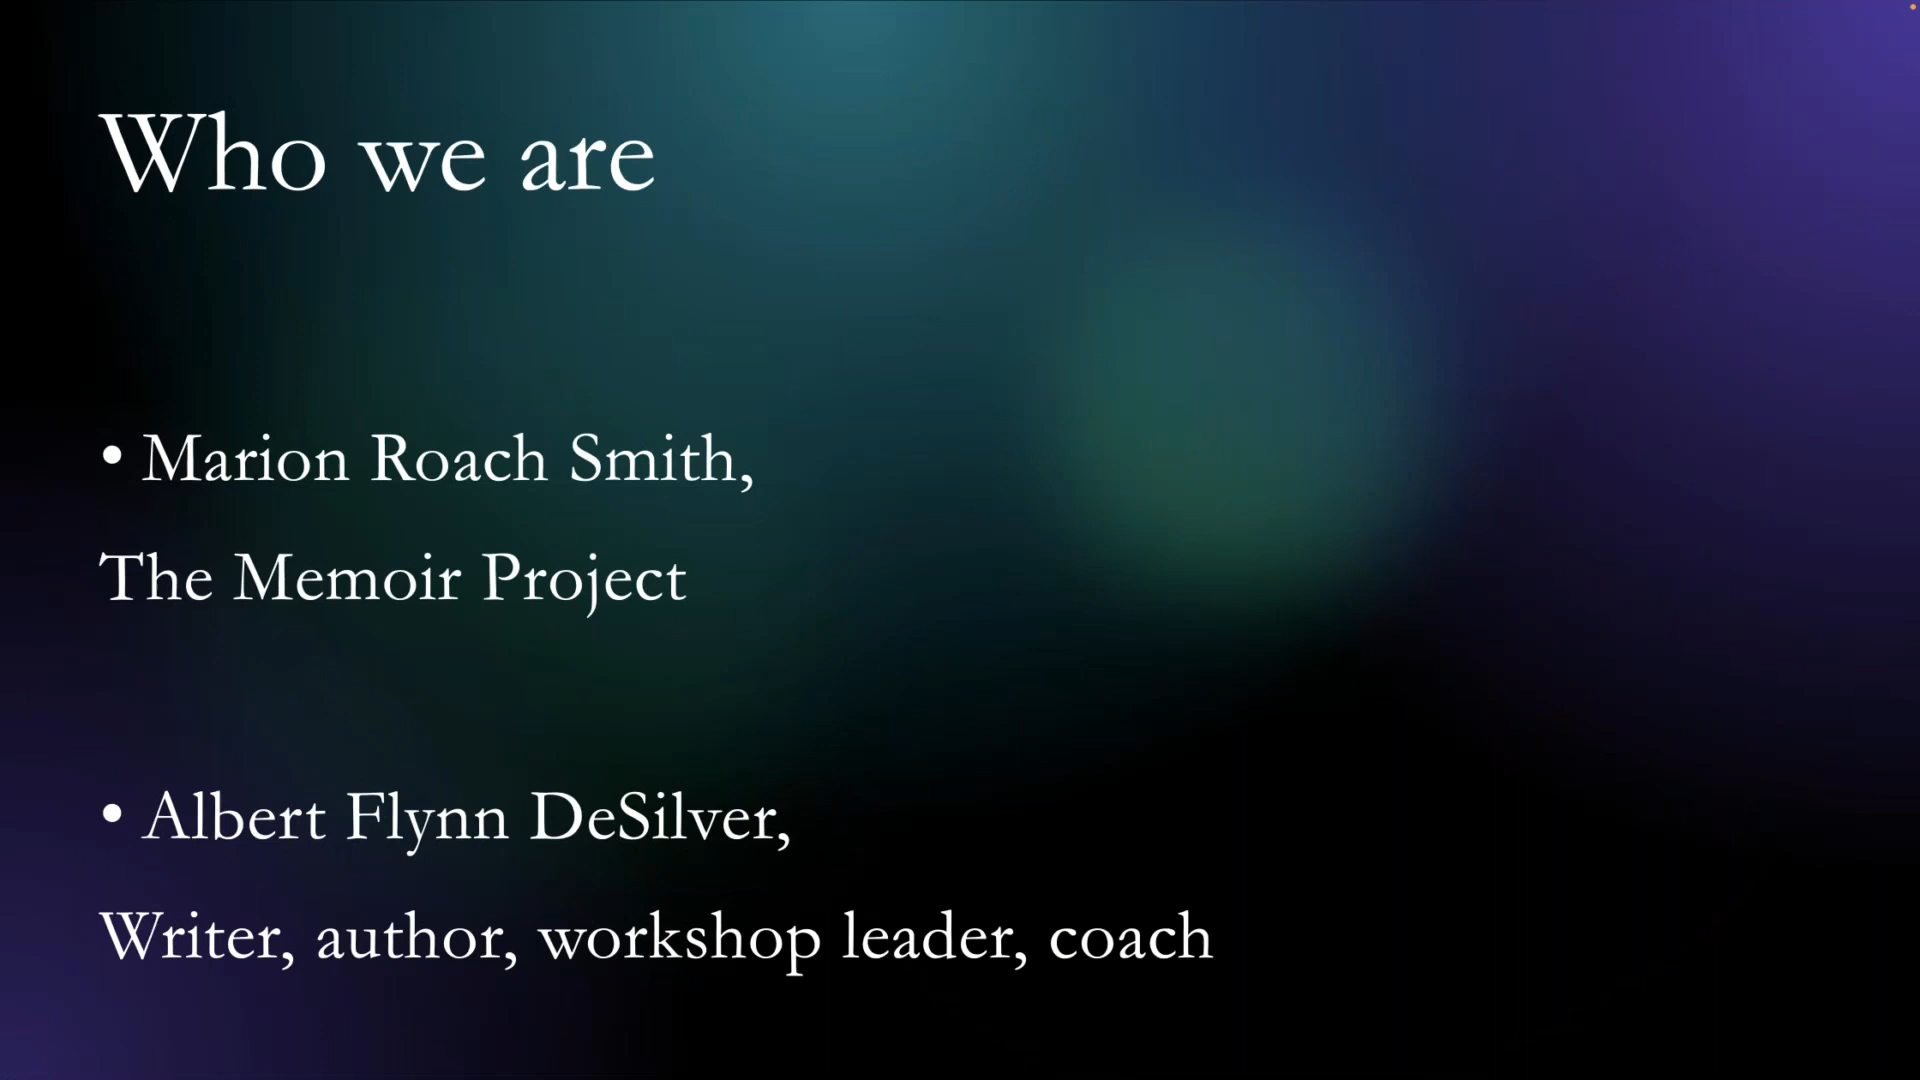 Who we are
• Marion Roach Smith,
The Memoir Project
• Albert Flynn DeSilver,
Writer, author, workshop leader, coach